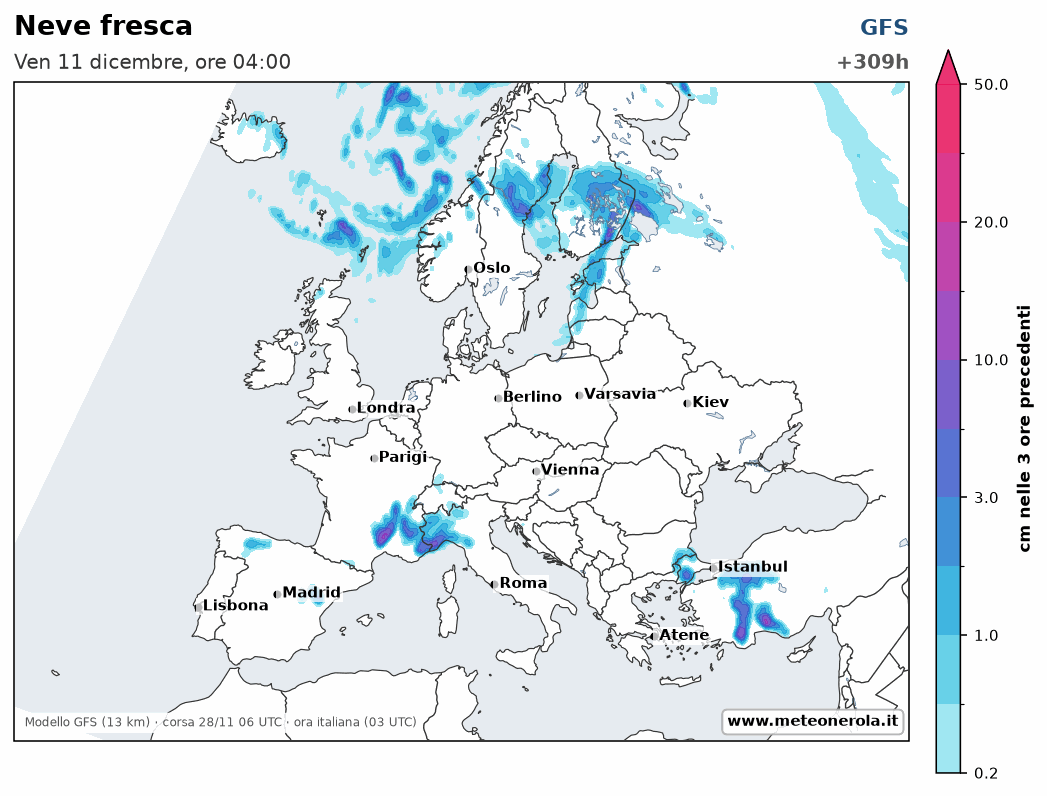 Neve fresca
GFS
Ven 11 dicembre, ore 04:00
+309h
50.0
20.0
10.0
3.0
1.0
0.2
cm nelle 3 ore precedenti
Oslo
Berlino
Varsavia
Kiev
Londra
Parigi
Vienna
Istanbul
Roma
Madrid
Lisbona
Atene
Modello GFS (13 km) · corsa 28/11 06 UTC · ora italiana (03 UTC)
www.meteonerola.it